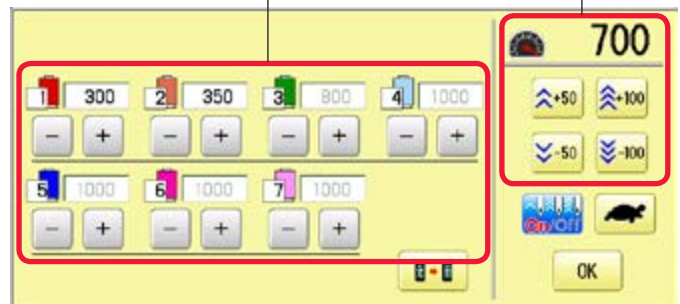 700
1 300 2 350 3 800 4 1000
- + - + - + - +
+50 +100
-50 -100
5 1000 6 1000 7 1000
- + - + - +
On/Off
OK